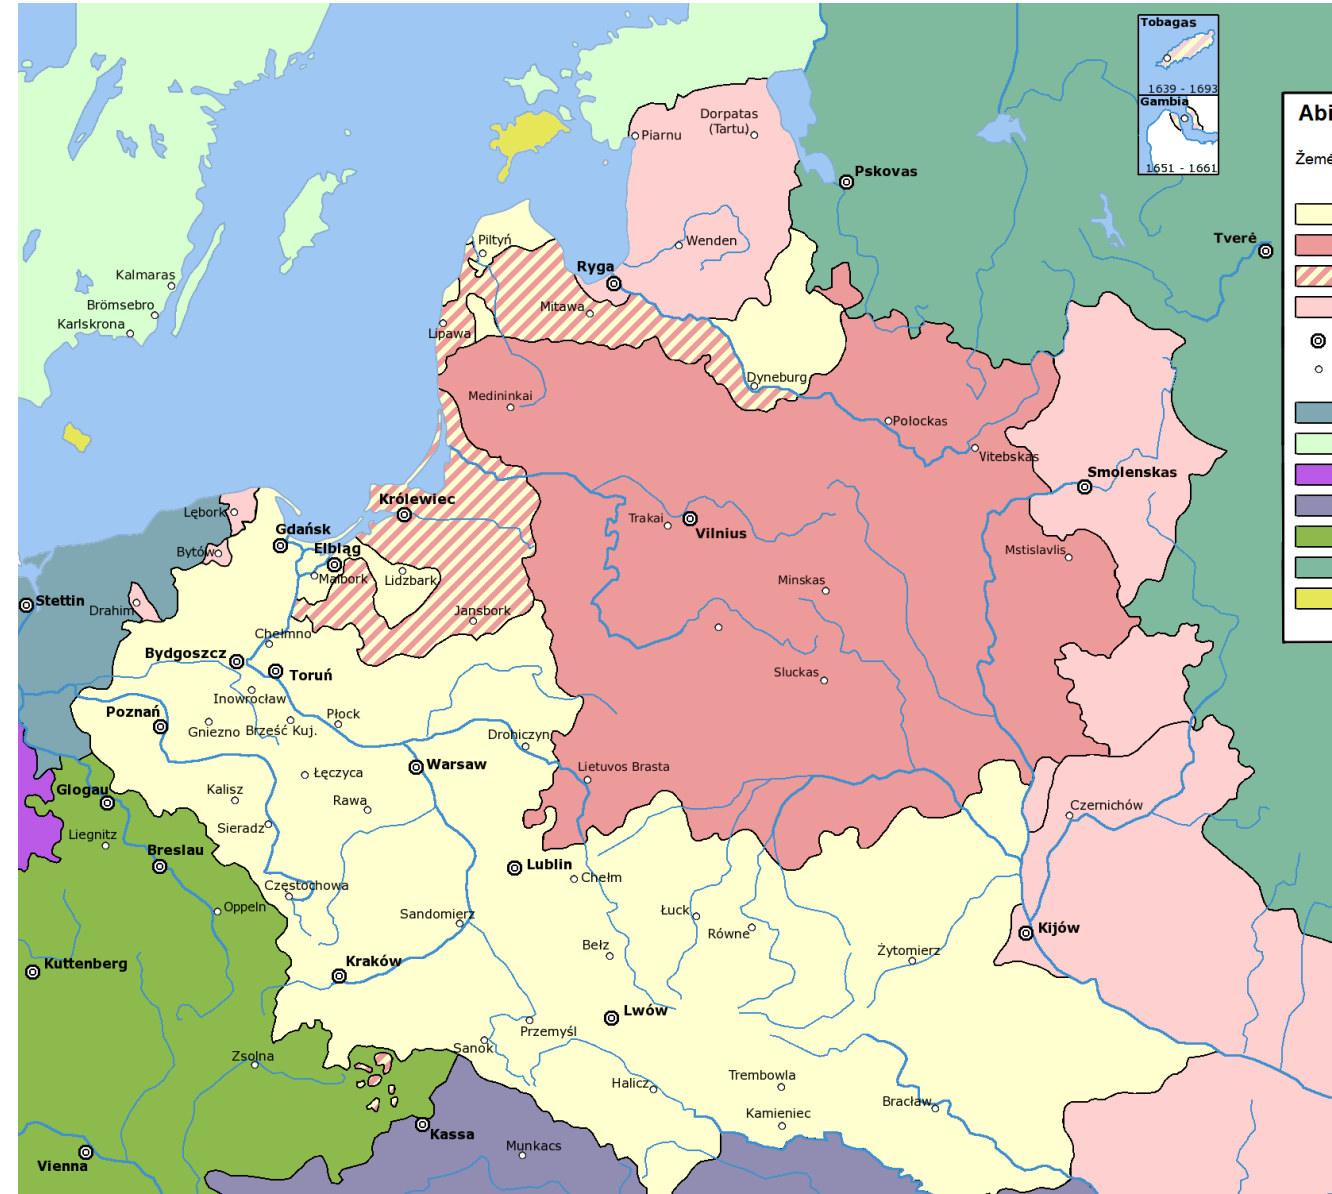 Tobagas
1639 - 1693
Gambia
1651 - 1661
Dorpatas
(Tartu)
Piarnu
Pskovas
Wenden
Tverė
Piltyń
Ryga
Kalmaras
Brömsebro
Karlskrona
Mitawa
Lipawa
Dyneburg
Medininkai
Połockas
Vitebskas
Smolenskas
Królewiec
Lębork
Gdańsk
Trakai
Vilnius
Bytów
Elbląg
Malbork
Lidzbark
Mstislavlis
Minskas
Stettin
Drahim
Jansbork
Chełmno
Bydgoszcz
Toruń
Sluckas
Inowrocław
Poznań
Gniezno
Brześć Kuj.
Płock
Drohiczyn
Warsaw
Lietuvos Brasta
Łęczyca
Glogau
Kalisz
Rawa
Czernichów
Liegnitz
Sieradz
Breslau
Lublin
Chełm
Częstochowa
Oppeln
Sandomierz
Łuck
Równe
Kijów
Bełz
Żytomierz
Kuttenberg
Kraków
Lwów
Przemyśl
Sanok
Zsolna
Halicz
Trembowla
Bracław
Kamieniec
Kassa
Munkacs
Vienna
Abi
Žemė